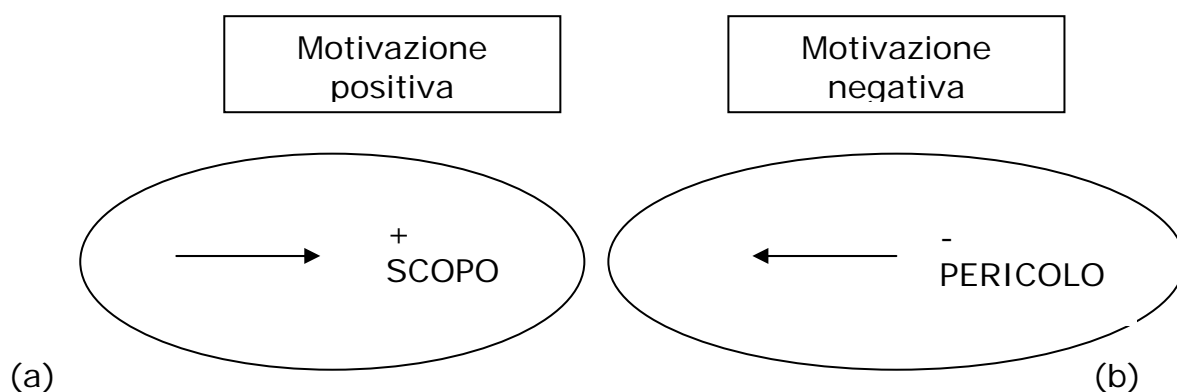 Motivazione
positiva
Motivazione
negativa
+
SCOPO
-
PERICOLO
(a)
(b)